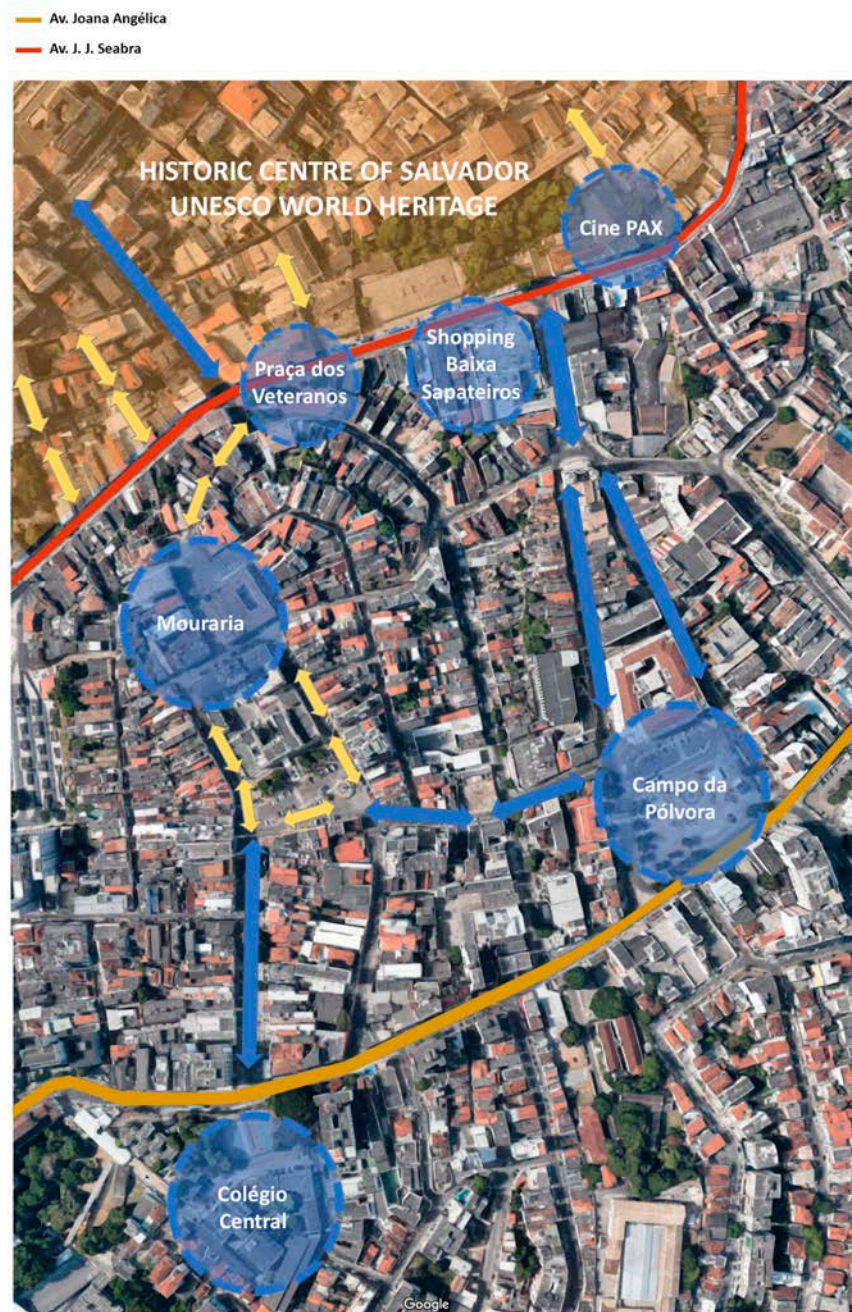 Av. Joana Angélica
Av. J. J. Seabra
HISTORIC CENTRE OF SALVADOR
UNESCO WORLD HERITAGE
Cine PAX
Shopping
Baixa
Sapateiros
Praça dos
Veteranos
Mouraria
Campo da
Pólvora
Colégio
Central
Google